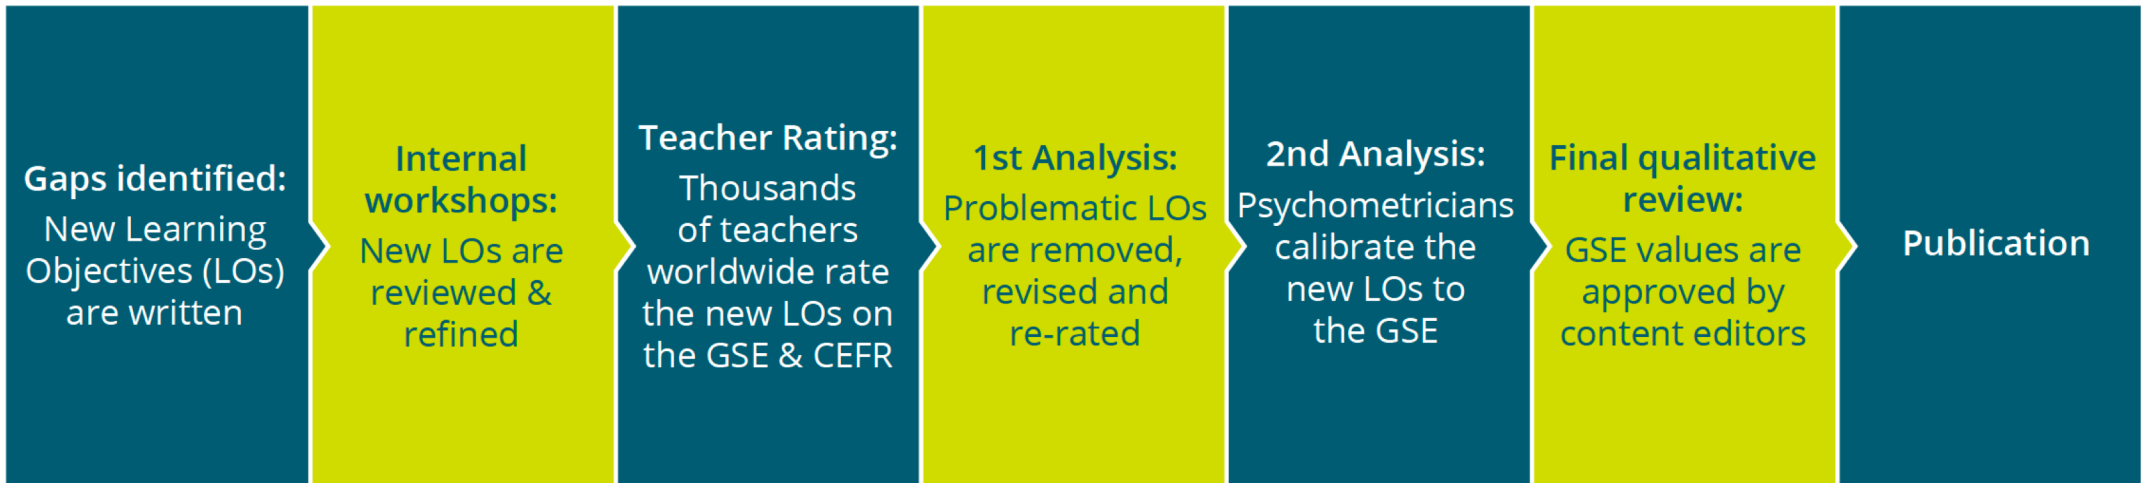 Gaps identified:
New Learning
Objectives (LOs)
are written
Internal
workshops:
New LOs are
reviewed &
refined
Teacher Rating:
Thousands
of teachers
worldwide rate
the new LOs on
the GSE & CEFR
1st Analysis:
Problematic LOs
are removed,
revised and
re-rated
2nd Analysis:
Psychometricians
calibrate the
new LOs to
the GSE
Final qualitative
review:
GSE values are
approved by
content editors
Publication